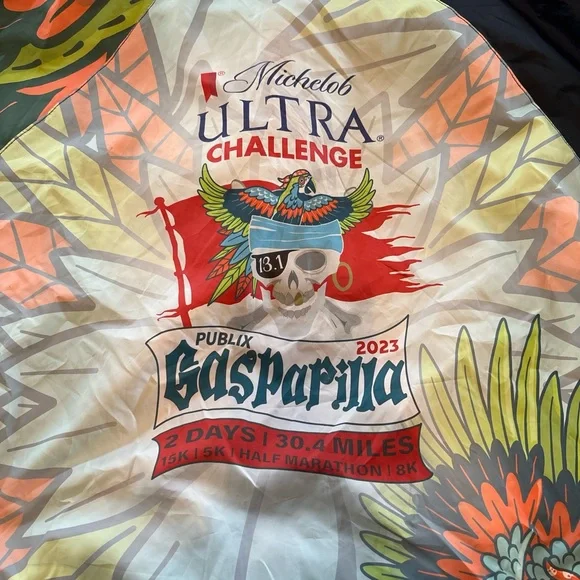 Michelob®
ULTRA®
CHALLENGE
13.1
PUBLIX 2023
Gasparilla
2 DAYS | 30.4 MILES
15K | 5K | HALF MARATHON | 8K